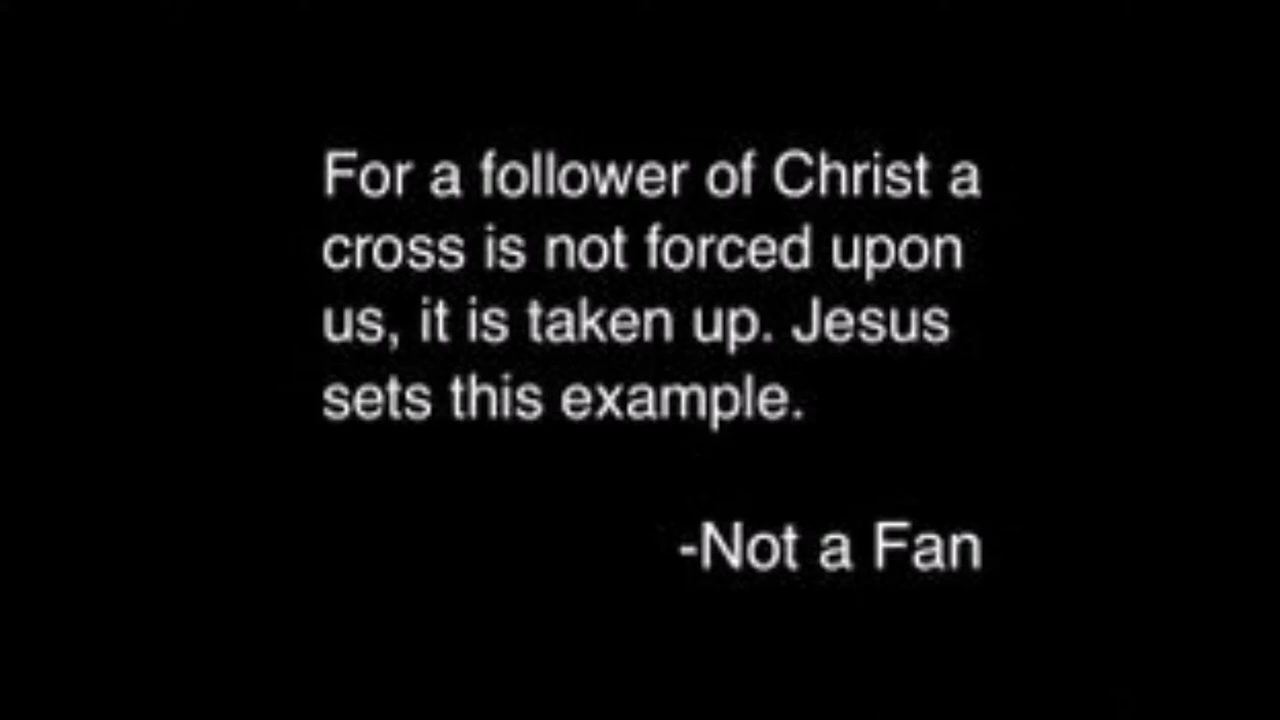 For a follower of Christ a
cross is not forced upon
us, it is taken up. Jesus
sets this example.
-Not a Fan